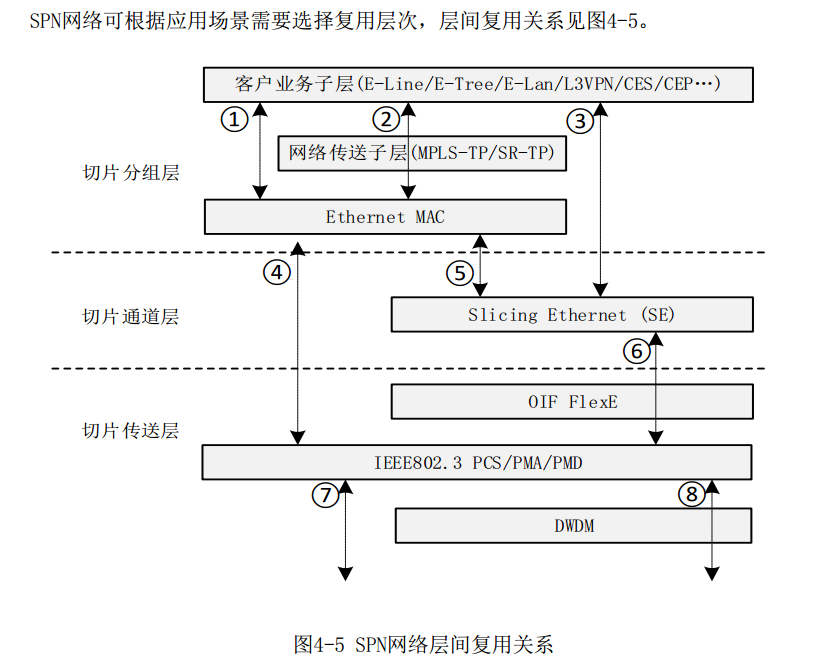 SPN网络可根据应用场景需要选择复用层次，层间复用关系见图4-5。
客户业务子层(E-Line/E-Tree/E-Lan/L3VPN/CES/CEP…)
① ② ③
网络传送子层(MPLS-TP/SR-TP)
切片分组层
Ethernet MAC
④ ⑤
切片通道层
Slicing Ethernet (SE)
⑥
OIF FlexE
切片传送层
IEEE802.3 PCS/PMA/PMD
⑦ ⑧
DWDM
图4-5 SPN网络层间复用关系